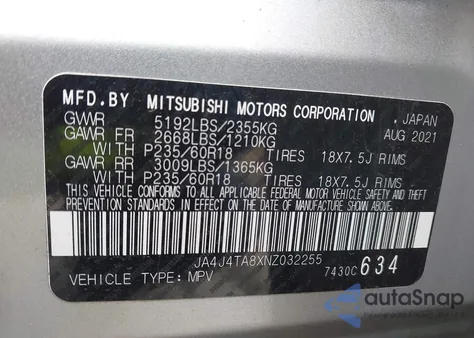 MFD.BY MITSUBISHI MOTORS CORPORATION , JAPAN
GVWR 5192LBS/2355KG AUG 2021
GAWR FR 2668LBS/1210KG
WITH P235/60R18 TIRES 18X7.5J RIMS
GAWR RR 3009LBS/1365KG
WITH P235/60R18 TIRES 18X7.5J RIMS
THIS VEHICLE CONFORMS TO ALL APPLICABLE FEDERAL MOTOR VEHICLE SAFETY AND THEFT
PREVENTION STANDARDS IN EFFECT ON THE DATE OF MANUFACTURE SHOWN ABOVE.
JA4J4TA8XNZ032255
VEHICLE TYPE: MPV 7430C 634
autoSnap